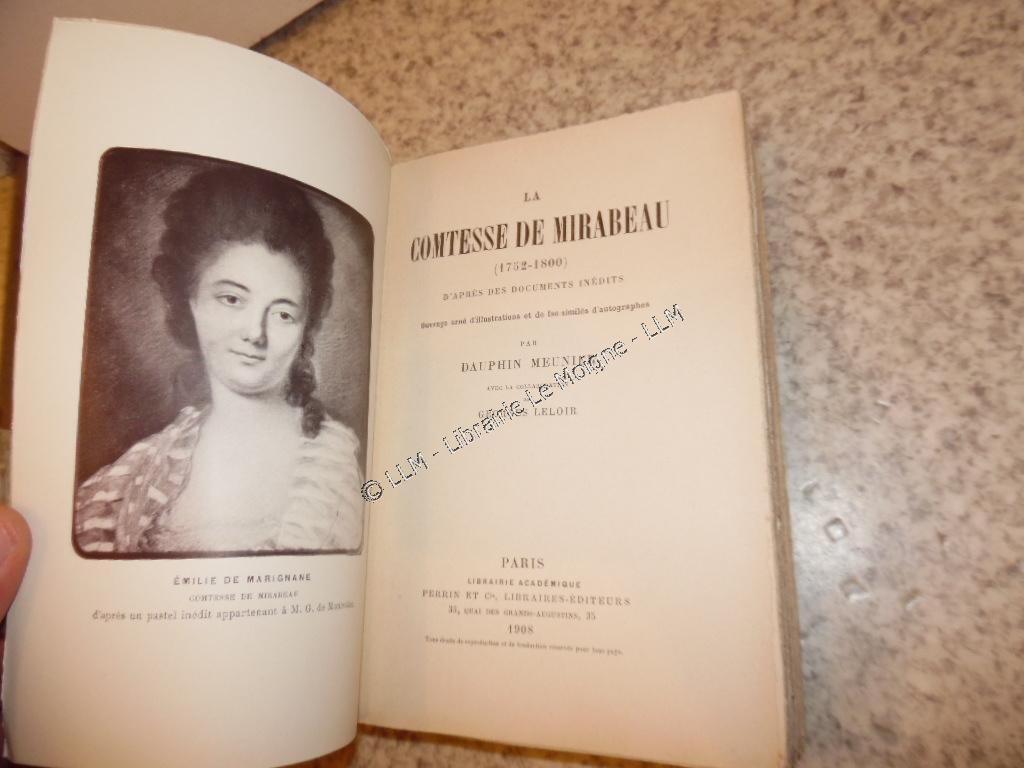 ÉMILIE DE MARIGNANE
COMTESSE DE MIRABEAU
d'après un pastel inédit appartenant à M. G. de
LA
COMTESSE DE MIRABEAU
(1752-1800)
D'APRÈS DES DOCUMENTS INÉDITS
Ouvrage orné d'illustrations et de fac similés d'autographes
PAR
DAUPHIN MEUNIER
AVEC LA
GEORGES LELOIR
PARIS
LIBRAIRIE ACADÉMIQUE
PERRIN ET Cie, LIBRAIRES-ÉDITEURS
35, QUAI DES GRANDS-AUGUSTINS, 35
1908
Tous droits de reproduction et de traduction réservés pour tous pays.
© LLM - Librairie Le Moigne - LLM